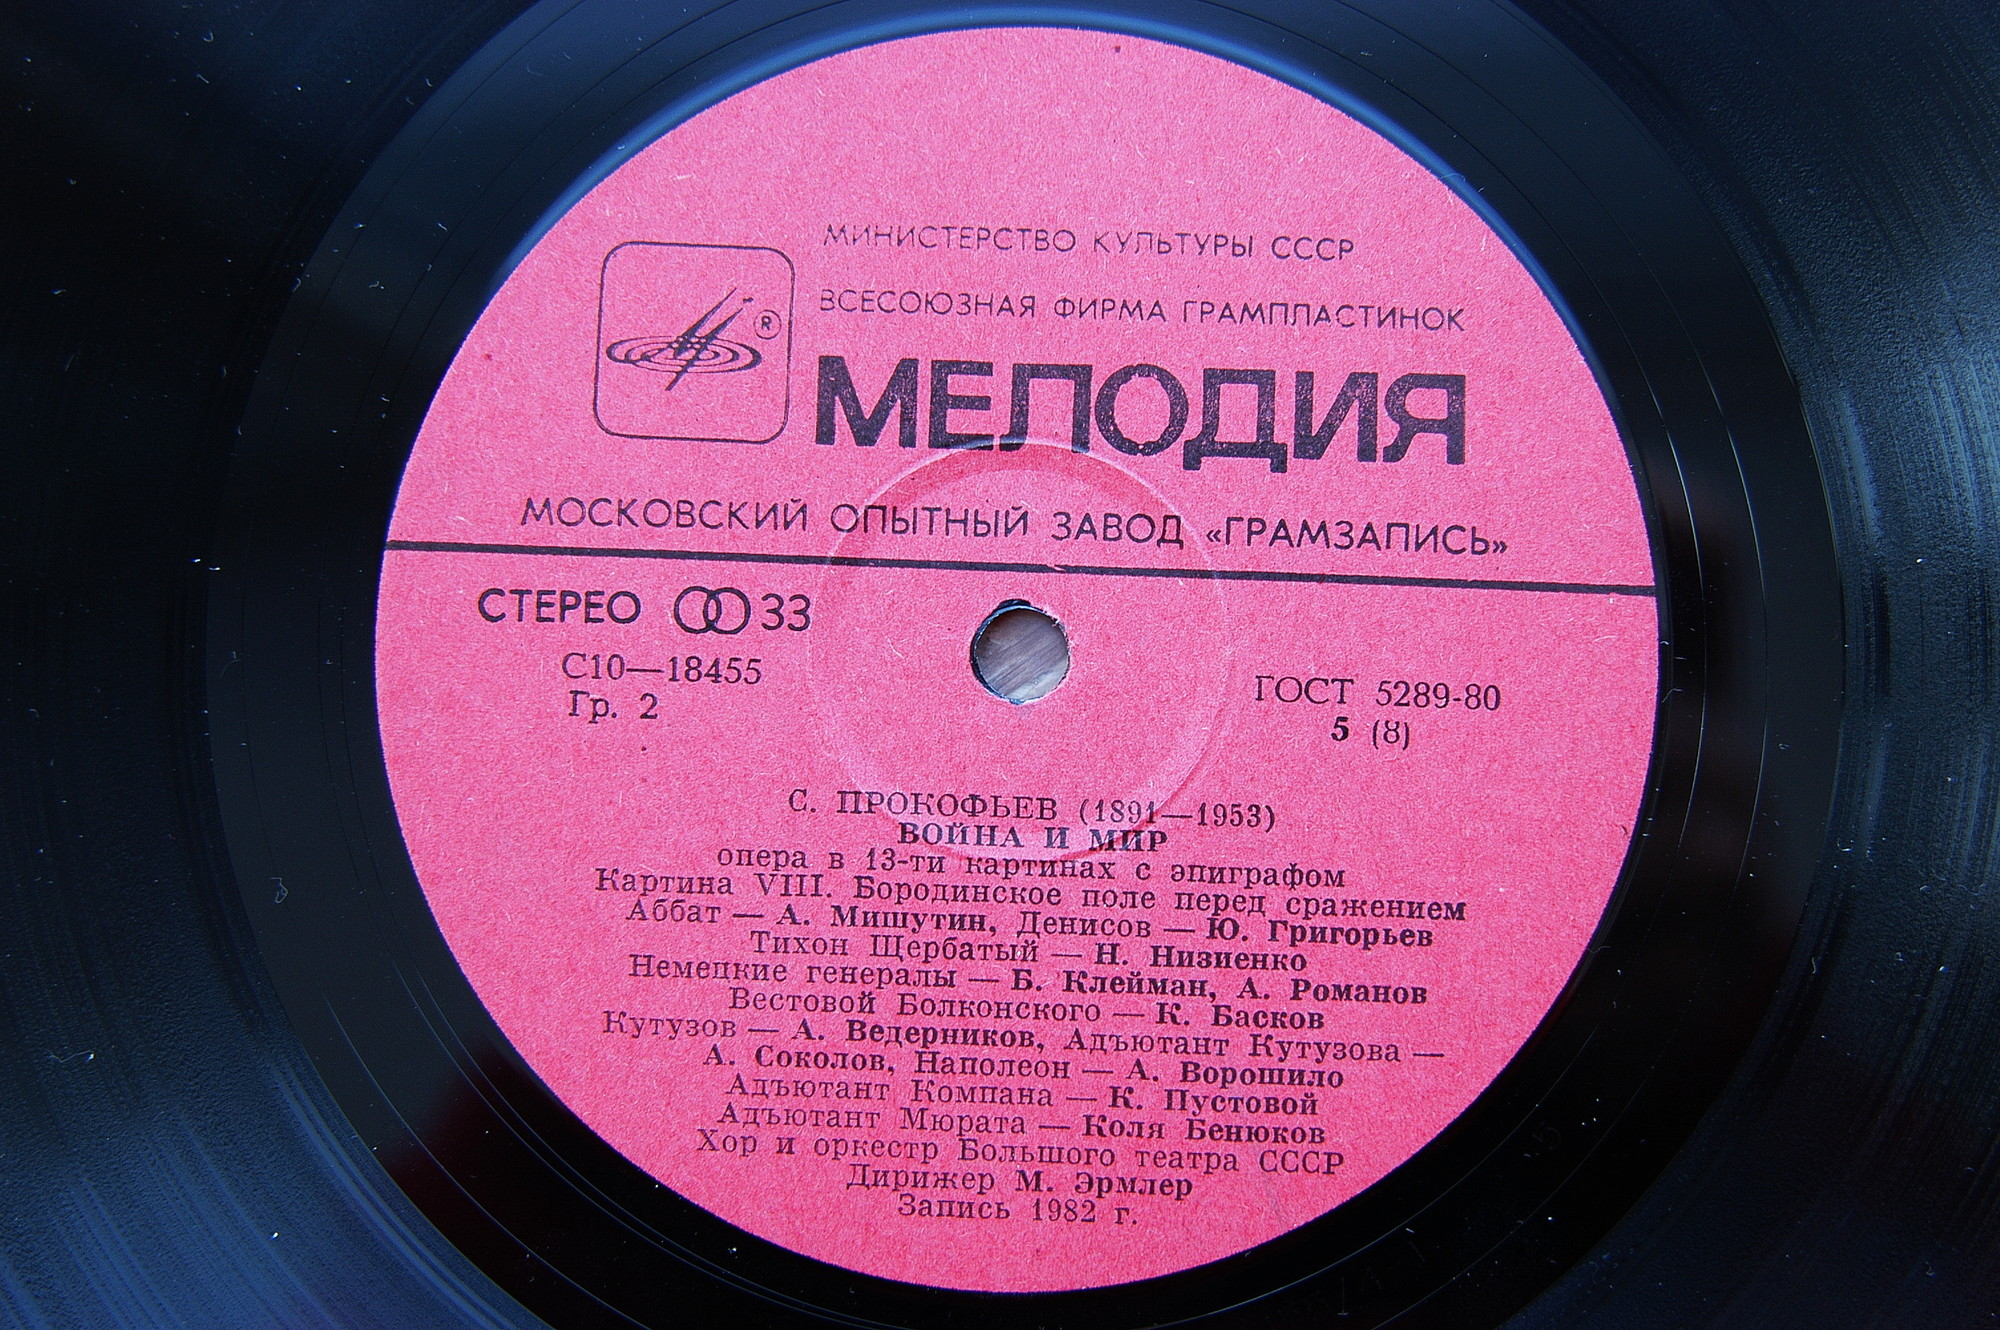 МИНИСТЕРСТВО КУЛЬТУРЫ СССР
ВСЕСОЮЗНАЯ ФИРМА ГРАМПЛАСТИНОК
®
МЕЛОДИЯ
МОСКОВСКИЙ ОПЫТНЫЙ ЗАВОД «ГРАМЗАПИСЬ»
СТЕРЕО 33
С10—18455
Гр. 2
ГОСТ 5289-80
5 (8)
С. ПРОКОФЬЕВ (1891—1953)
ВОЙНА И МИР
опера в 13-ти картинах с эпиграфом
Картина VIII. Бородинское поле перед сражением
Аббат — А. Мишутин, Денисов — Ю. Григорьев
Тихон Щербатый — Н. Низиенко
Немецкие генералы — Б. Клейман, А. Романов
Вестовой Болконского — К. Басков
Кутузов — А. Ведерников, Адъютант Кутузова —
А. Соколов, Наполеон — А. Ворошило
Адъютант Компана — К. Пустовой
Адъютант Мюрата — Коля Бенюков
Хор и оркестр Большого театра СССР
Дирижер М. Эрмлер
Запись 1982 г.